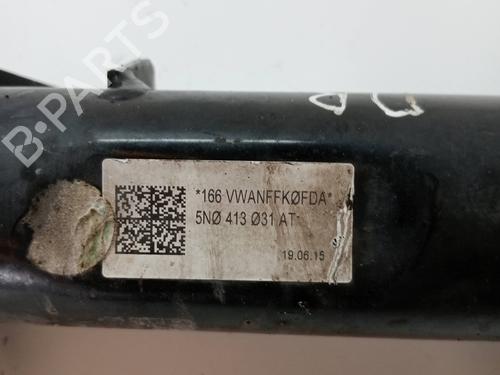 B-PARTS
*166 VWANFFKØFDA*
5NØ 413 Ø31 AT
19.06.15